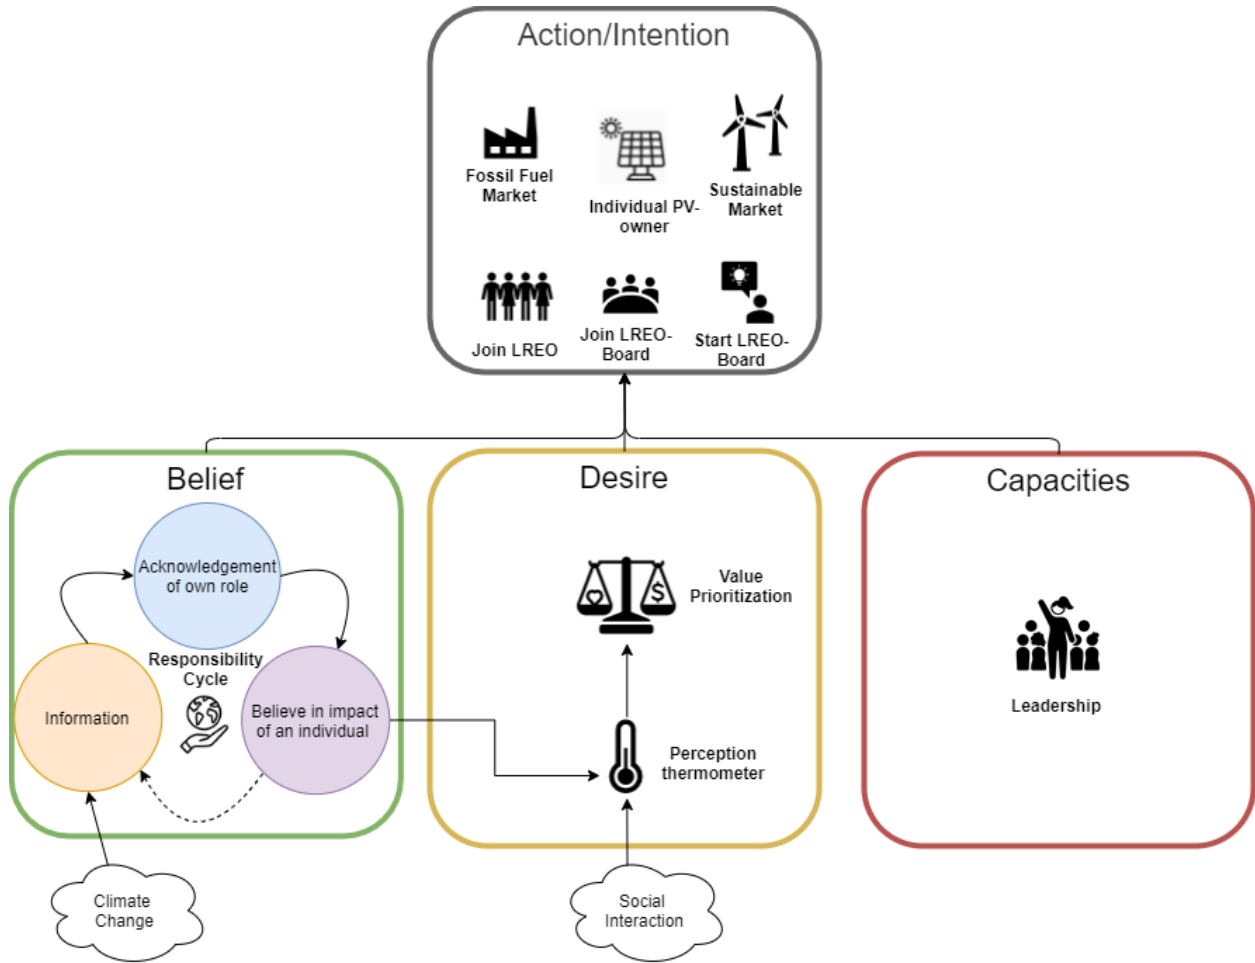 Action/Intention
Fossil Fuel
Market
Individual PV-
owner
Sustainable
Market
Join LREO
Join LREO-
Board
Start LREO-
Board
Belief
Acknowledgement
of own role
Responsibility
Cycle
Information
Believe in impact
of an individual
Climate
Change
Desire
Value
Prioritization
$
Perception
thermometer
Social
Interaction
Capacities
Leadership